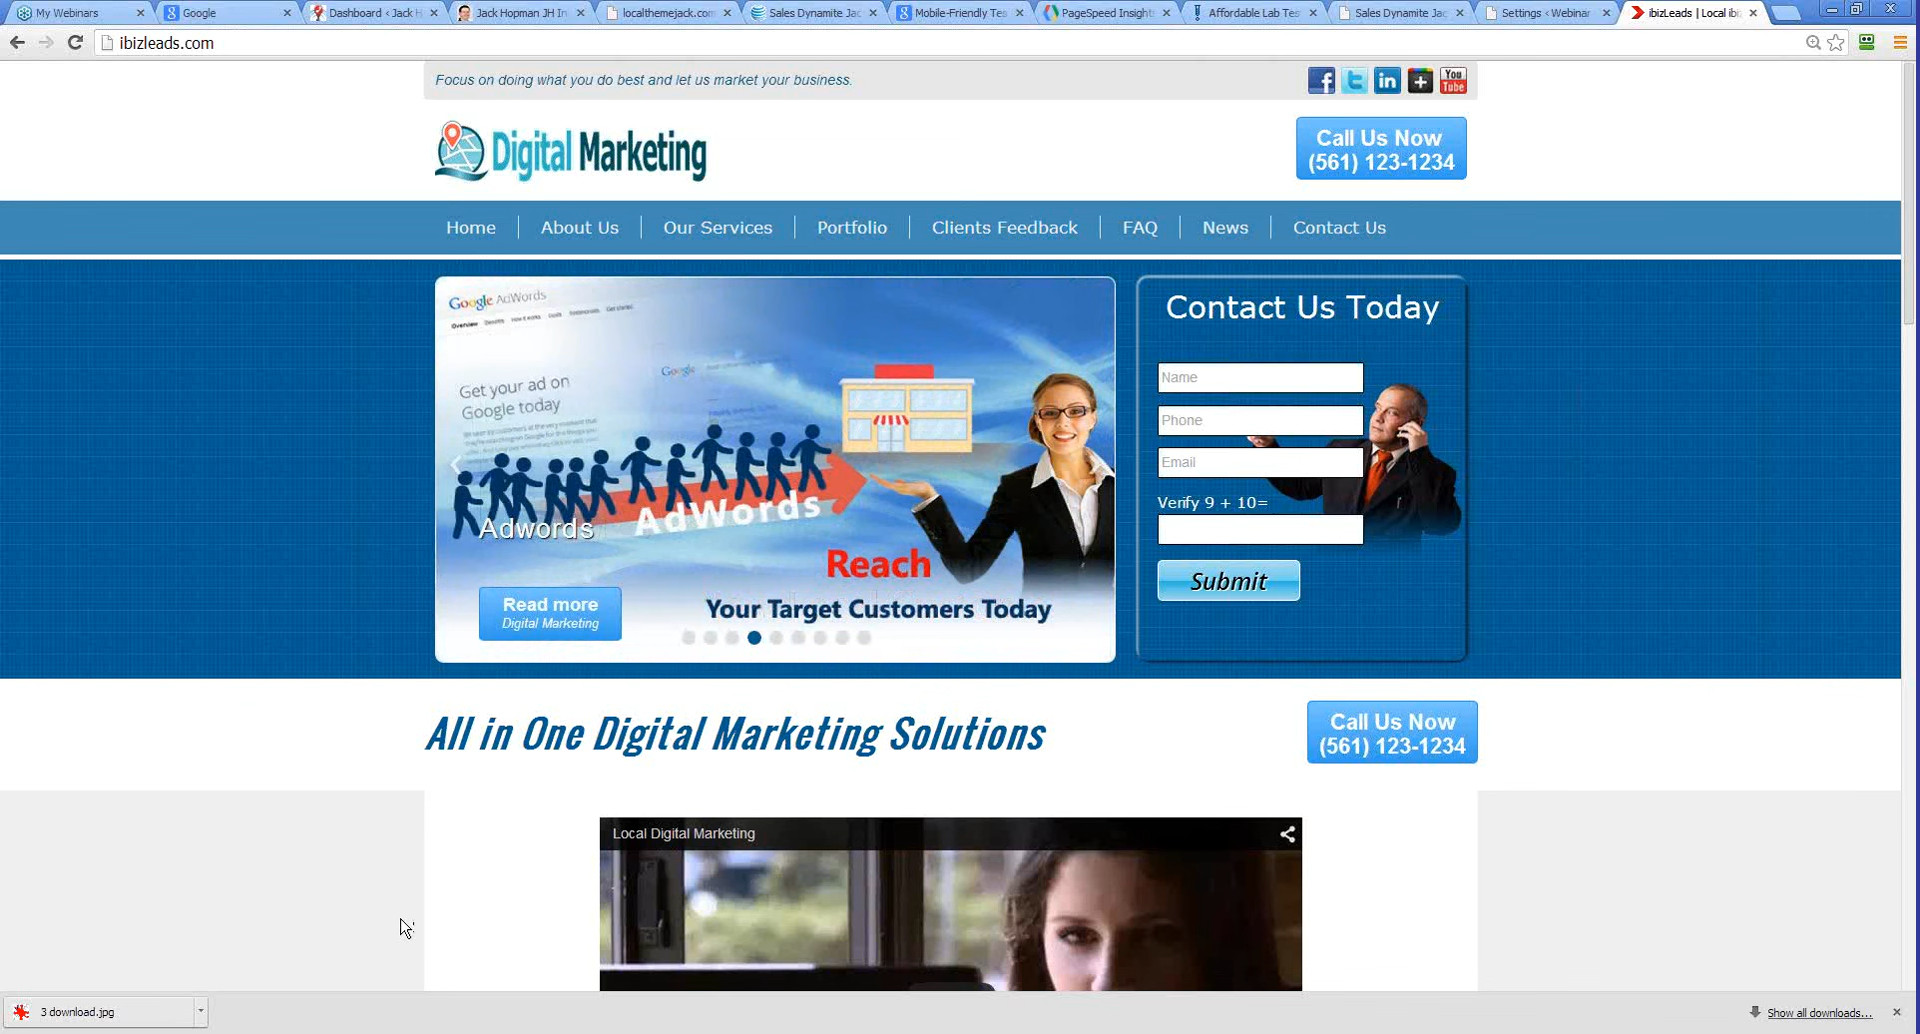 My Webinars
Google
Dashboard ‹ Jack H
Jack Hopman JH In
localthemejack.com
Sales Dynamite Jac
Mobile-Friendly Tes
PageSpeed Insight
Affordable Lab Tes
Sales Dynamite Jac
Settings ‹ Webinar
ibizLeads | Local ibi
ibizleads.com
Focus on doing what you do best and let us market your business.
You
Tube
Digital Marketing
Call Us Now
(561) 123-1234
Home
About Us
Our Services
Portfolio
Clients Feedback
FAQ
News
Contact Us
Google AdWords
Overview Benefits How it works Costs Testimonials Get started
Get your ad on
Google today
Google
AdWords
Adwords
Reach
Your Target Customers Today
Read more
Digital Marketing
Contact Us Today
Name
Phone
Email
Verify 9 + 10=
Submit
All in One Digital Marketing Solutions
Call Us Now
(561) 123-1234
Local Digital Marketing
3 download.jpg
Show all downloads...